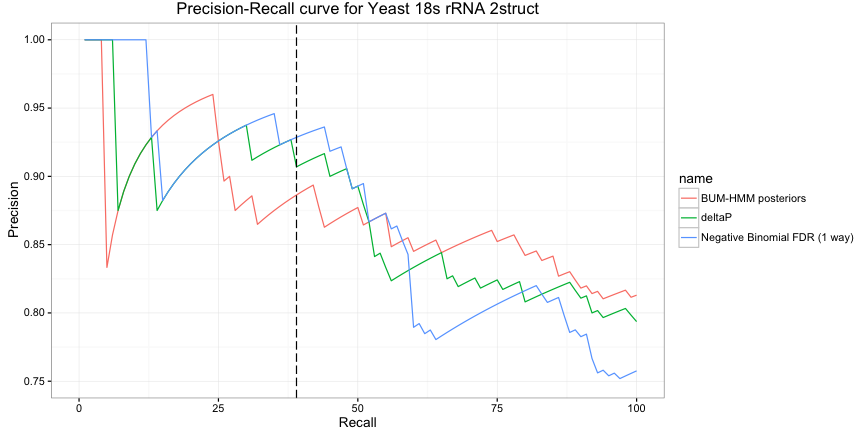 Precision-Recall curve for Yeast 18s rRNA 2struct
1.00
0.95
0.90
0.85
0.80
0.75
Precision
0
25
50
75
100
Recall
name
BUM-HMM posteriors
deltaP
Negative Binomial FDR (1 way)